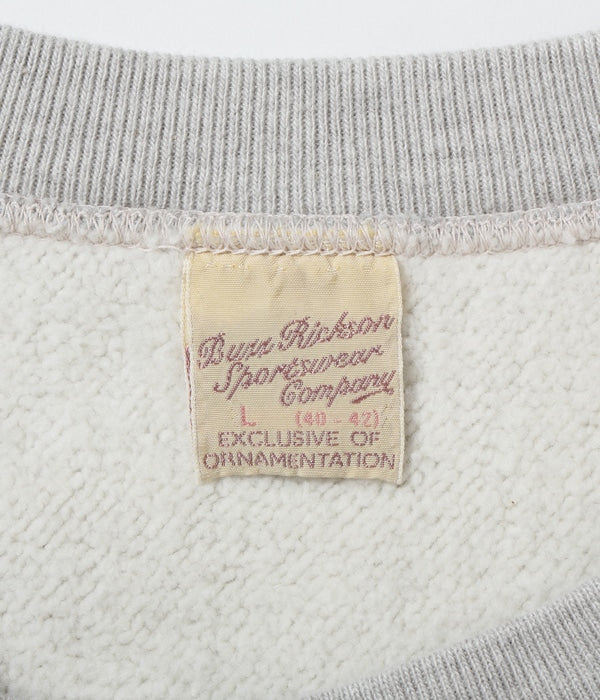 Buzz Rickson
Sportswear
Company
L (40 - 42)
EXCLUSIVE OF
ORNAMENTATION